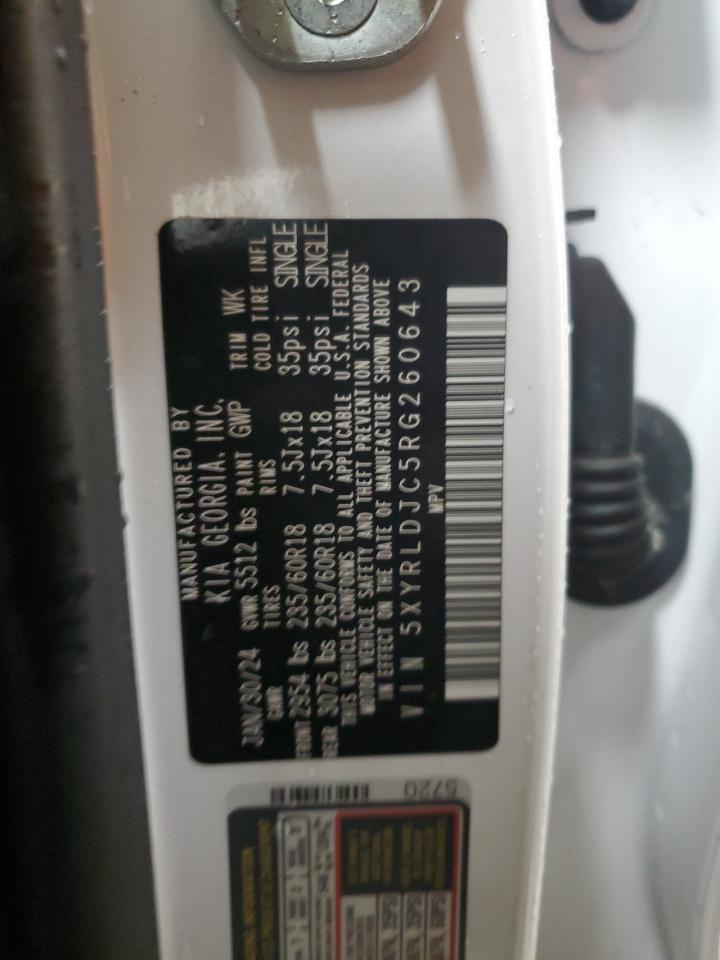 MANUFACTURED BY
KIA GEORGIA, INC.
JAN/30/24 GVWR 5512 lbs PAINT GWP TRIM WK
GAWR TIRES RIMS COLD TIRE INFL
FRONT 2954 lbs 235/60R18 7.5Jx18 35psi SINGLE
REAR 3075 lbs 235/60R18 7.5Jx18 35psi SINGLE
THIS VEHICLE CONFORMS TO ALL APPLICABLE U.S.A. FEDERAL
MOTOR VEHICLE SAFETY AND THEFT PREVENTION STANDARDS
IN EFFECT ON THE DATE OF MANUFACTURE SHOWN ABOVE
VIN 5XYRLDJC5RG260643
MPV
5720